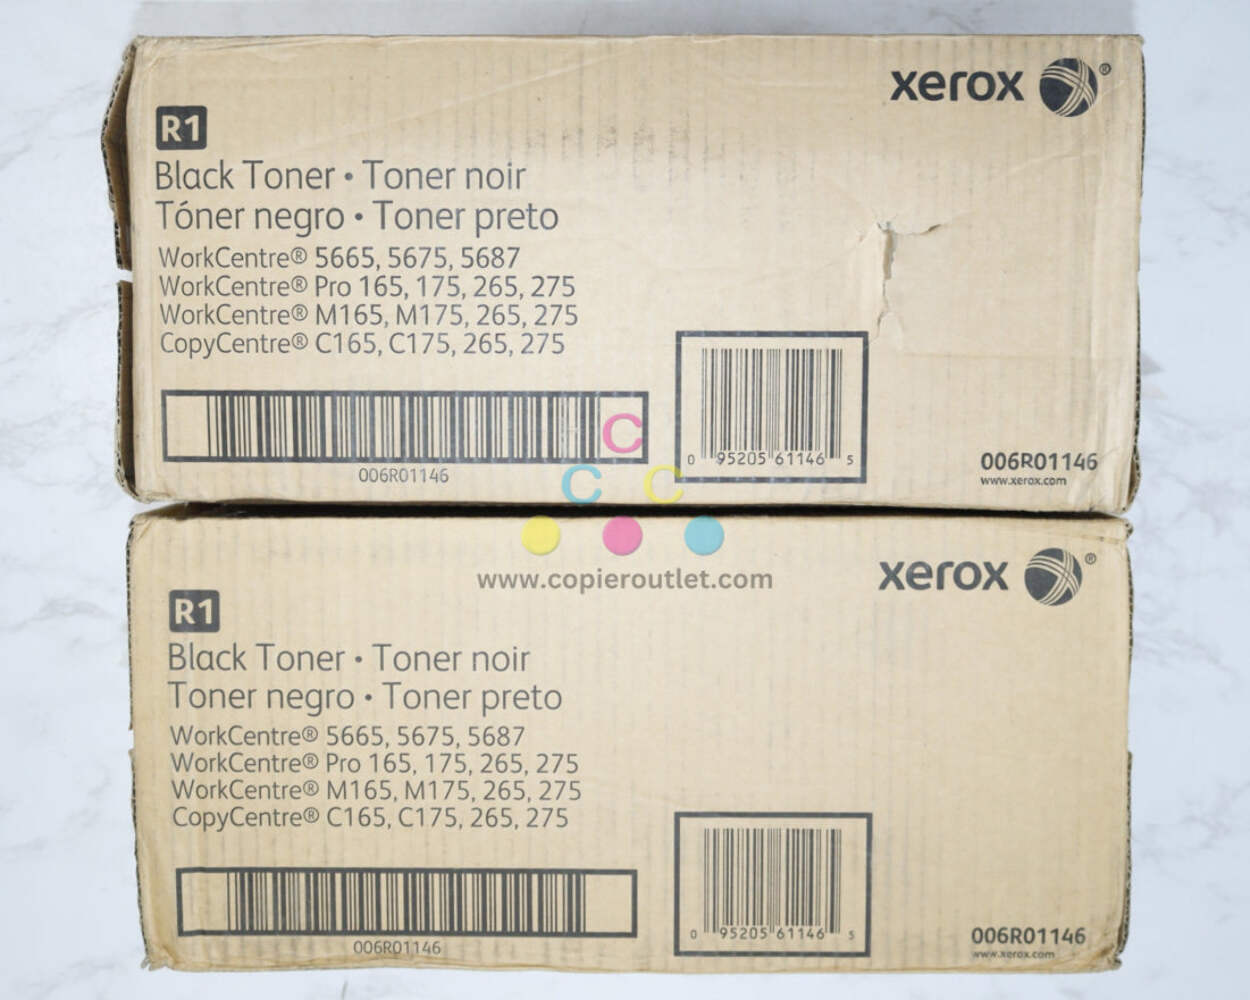 xerox ®
R1
Black Toner • Toner noir
Tóner negro • Toner preto
WorkCentre® 5665, 5675, 5687
WorkCentre® Pro 165, 175, 265, 275
WorkCentre® M165, M175, 265, 275
CopyCentre® C165, C175, 265, 275
006R01146
0 95205 61146 5
006R01146
www.xerox.com
C
C C
www.copieroutlet.com
xerox ®
R1
Black Toner • Toner noir
Toner negro • Toner preto
WorkCentre® 5665, 5675, 5687
WorkCentre® Pro 165, 175, 265, 275
WorkCentre® M165, M175, 265, 275
CopyCentre® C165, C175, 265, 275
006R01146
0 95205 61146 5
006R01146
www.xerox.com